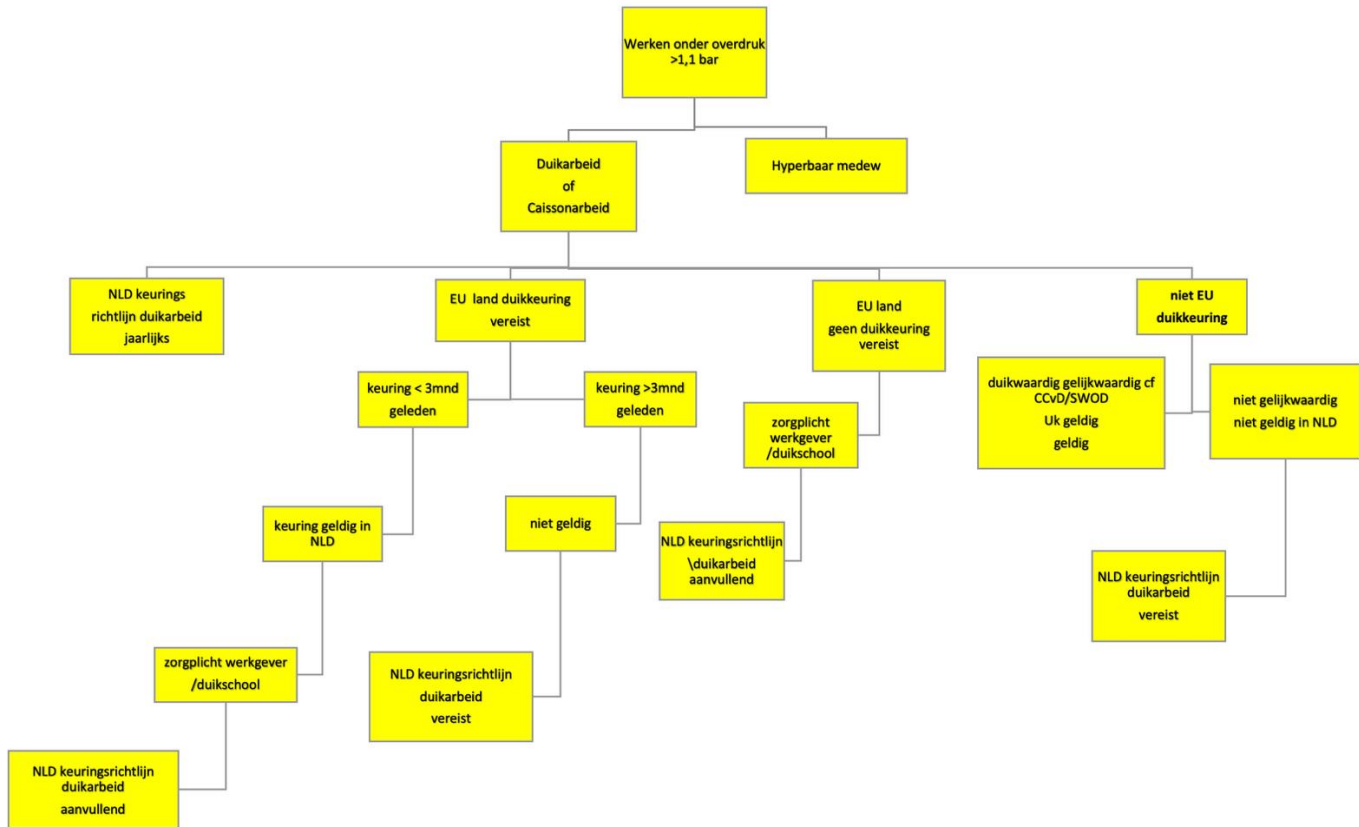 Werken onder overdruk
>1,1 bar
Duikarbeid
of
Caissonarbeid
Hyperbaar medew
NLD keurings
richtlijn duikarbeid
jaarlijks
EU land duikkeuring
vereist
EU land
geen duikkeuring
vereist
niet EU
duikkeuring
keuring < 3mnd
geleden
keuring >3mnd
geleden
duikwaardig gelijkwaardig cf
CCvD/SWOD
Uk geldig
geldig
niet gelijkwaardig
niet geldig in NLD
zorgplicht
werkgever
/duikschool
keuring geldig in
NLD
niet geldig
NLD keuringsrichtlijn
\duikarbeid
aanvullend
NLD keuringsrichtlijn
duikarbeid
vereist
zorgplicht werkgever
/duikschool
NLD keuringsrichtlijn
duikarbeid
vereist
NLD keuringsrichtlijn
duikarbeid
aanvullend